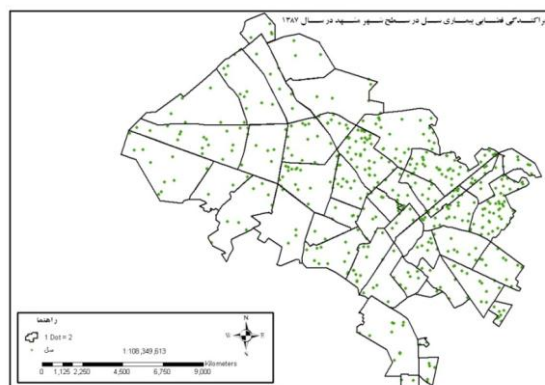 پراکندگی فضایی بیماری سل در سطح شهر مشهد در سال ۱۳۸۷
راهنما
1 Dot = 2
سل
1:108,349,613
N
Kilometers
0 1,125 2,250 4,500 6,750 9,000